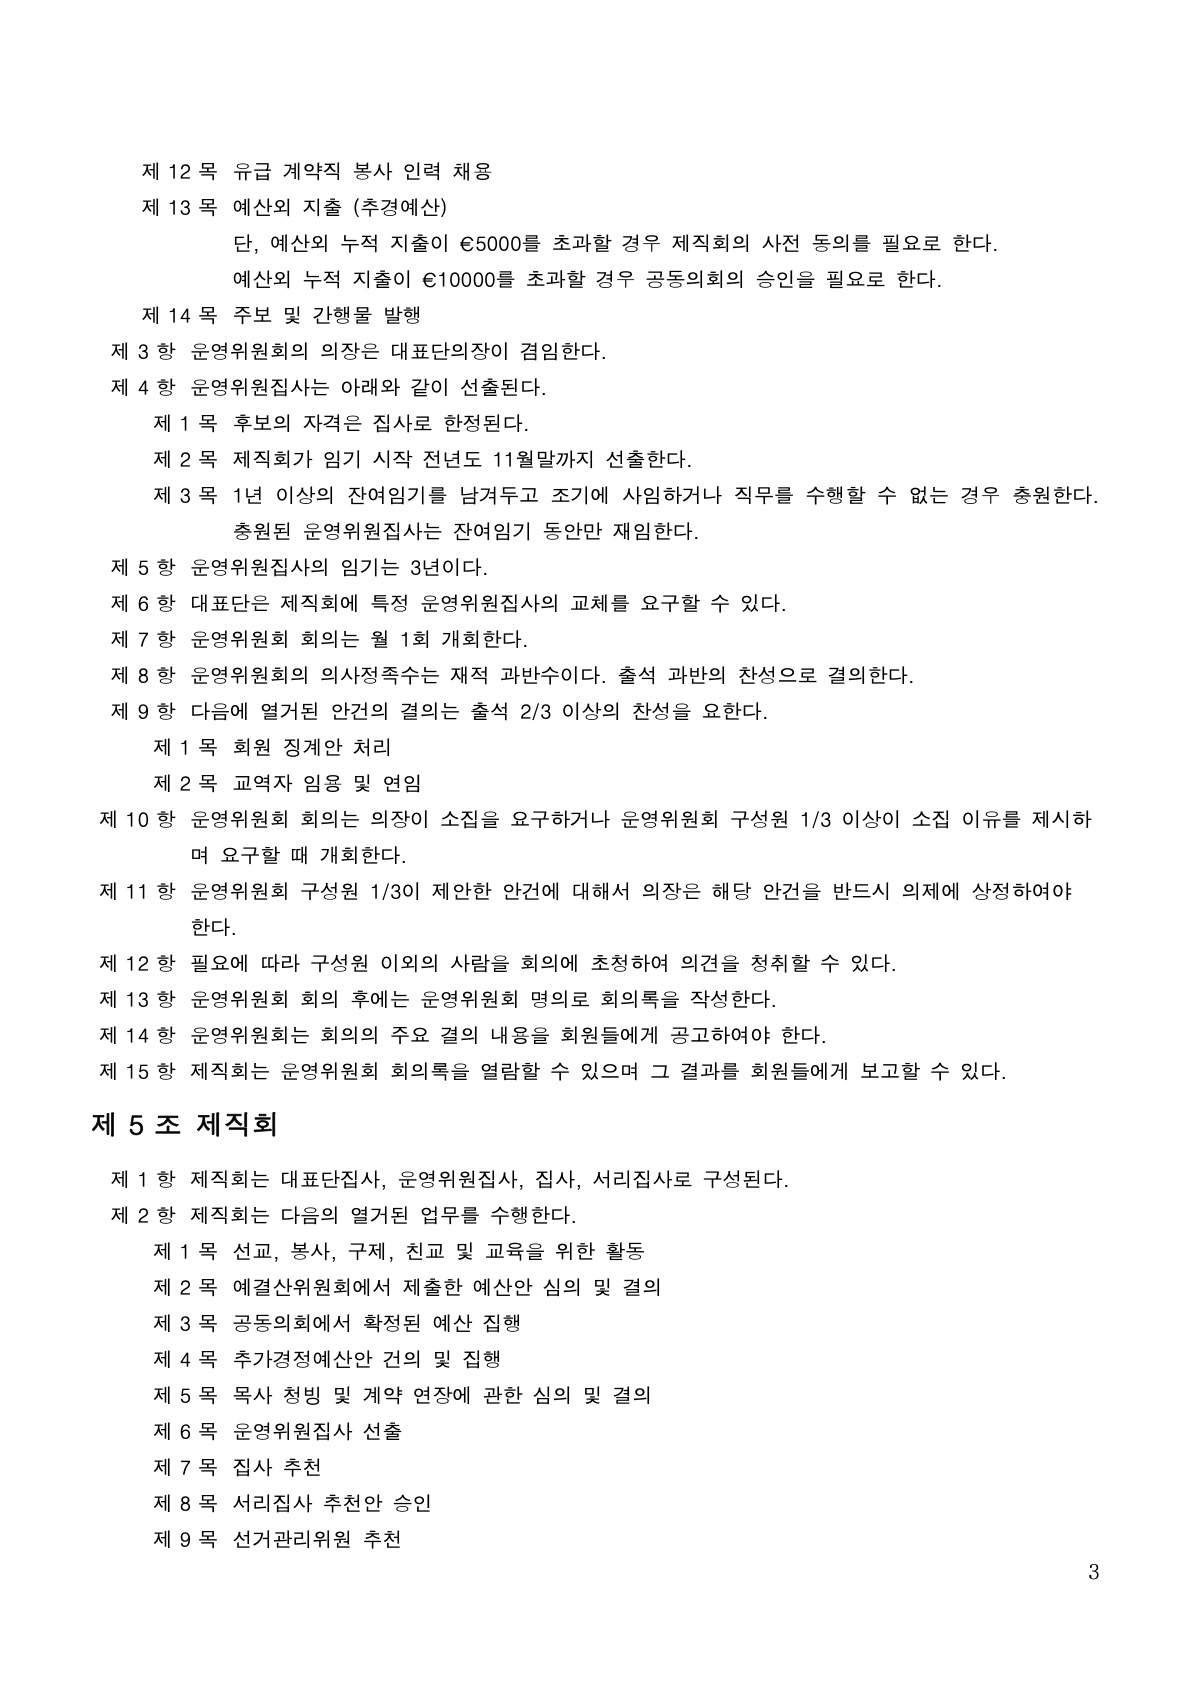 제 12 목 유급 계약직 봉사 인력 채용
제 13 목 예산외 지출 (추경예산)
단, 예산외 누적 지출이 €5000를 초과할 경우 제직회의 사전 동의를 필요로 한다.
예산외 누적 지출이 €10000를 초과할 경우 공동의회의 승인을 필요로 한다.
제 14 목 주보 및 간행물 발행
제 3 항 운영위원회의 의장은 대표단의장이 겸임한다.
제 4 항 운영위원집사는 아래와 같이 선출된다.
제 1 목 후보의 자격은 집사로 한정된다.
제 2 목 제직회가 임기 시작 전년도 11월말까지 선출한다.
제 3 목 1년 이상의 잔여임기를 남겨두고 조기에 사임하거나 직무를 수행할 수 없는 경우 충원한다.
충원된 운영위원집사는 잔여임기 동안만 재임한다.
제 5 항 운영위원집사의 임기는 3년이다.
제 6 항 대표단은 제직회에 특정 운영위원집사의 교체를 요구할 수 있다.
제 7 항 운영위원회 회의는 월 1회 개회한다.
제 8 항 운영위원회의 의사정족수는 재적 과반수이다. 출석 과반의 찬성으로 결의한다.
제 9 항 다음에 열거된 안건의 결의는 출석 2/3 이상의 찬성을 요한다.
제 1 목 회원 징계안 처리
제 2 목 교역자 임용 및 연임
제 10 항 운영위원회 회의는 의장이 소집을 요구하거나 운영위원회 구성원 1/3 이상이 소집 이유를 제시하
며 요구할 때 개회한다.
제 11 항 운영위원회 구성원 1/3이 제안한 안건에 대해서 의장은 해당 안건을 반드시 의제에 상정하여야
한다.
제 12 항 필요에 따라 구성원 이외의 사람을 회의에 초청하여 의견을 청취할 수 있다.
제 13 항 운영위원회 회의 후에는 운영위원회 명의로 회의록을 작성한다.
제 14 항 운영위원회는 회의의 주요 결의 내용을 회원들에게 공고하여야 한다.
제 15 항 제직회는 운영위원회 회의록을 열람할 수 있으며 그 결과를 회원들에게 보고할 수 있다.
제 5 조 제직회
제 1 항 제직회는 대표단집사, 운영위원집사, 집사, 서리집사로 구성된다.
제 2 항 제직회는 다음의 열거된 업무를 수행한다.
제 1 목 선교, 봉사, 구제, 친교 및 교육을 위한 활동
제 2 목 예결산위원회에서 제출한 예산안 심의 및 결의
제 3 목 공동의회에서 확정된 예산 집행
제 4 목 추가경정예산안 건의 및 집행
제 5 목 목사 청빙 및 계약 연장에 관한 심의 및 결의
제 6 목 운영위원집사 선출
제 7 목 집사 추천
제 8 목 서리집사 추천안 승인
제 9 목 선거관리위원 추천
3